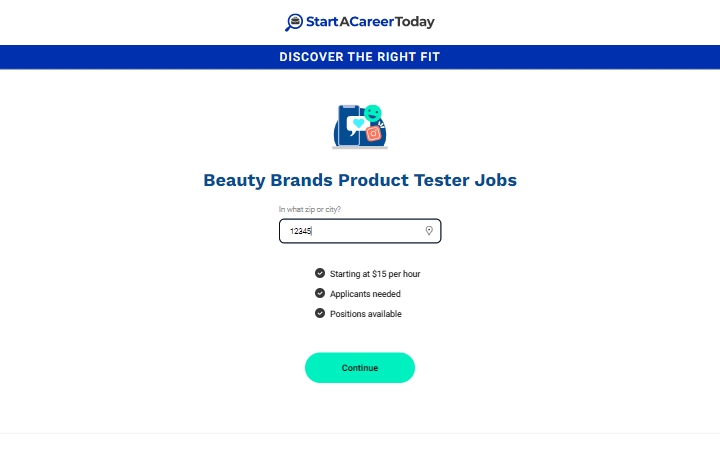 StartACareerToday
DISCOVER THE RIGHT FIT
Beauty Brands Product Tester Jobs
In what zip or city?
12345
Starting at $15 per hour
Applicants needed
Positions available
Continue